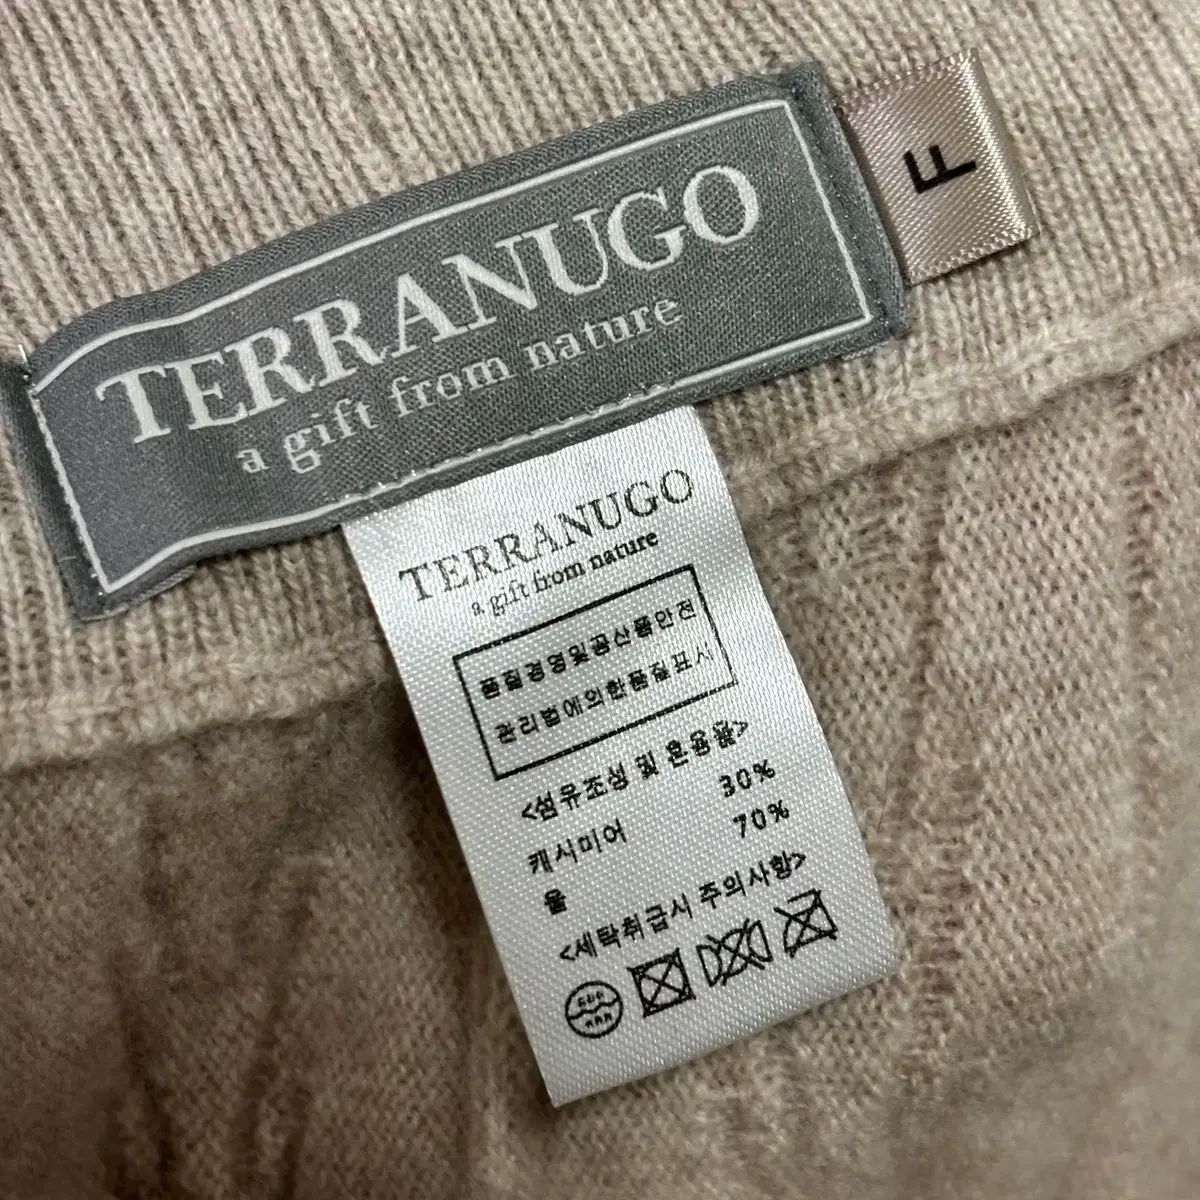 TERRANUGO
a gift from nature
F
TERRANUGO
a gift from nature
품질경영및공산품안전
관리법에의한품질표시
<섬유조성 및 혼용율>
캐시미어 30%
울 70%
<세탁취급시 주의사항>